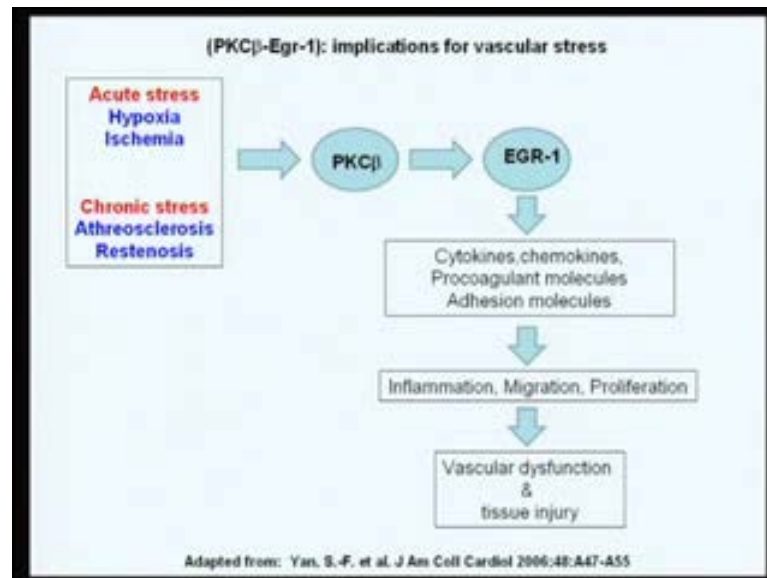 (PKCβ-Egr-1): implications for vascular stress
Acute stress
Hypoxia
Ischemia
Chronic stress
Athreosclerosis
Restenosis
PKCβ
EGR-1
Cytokines,chemokines,
Procoagulant molecules
Adhesion molecules
Inflammation, Migration, Proliferation
Vascular dysfunction
&
tissue injury
Adapted from: Yan, S.-F. et al. J Am Coll Cardiol 2006;48:A47-A55